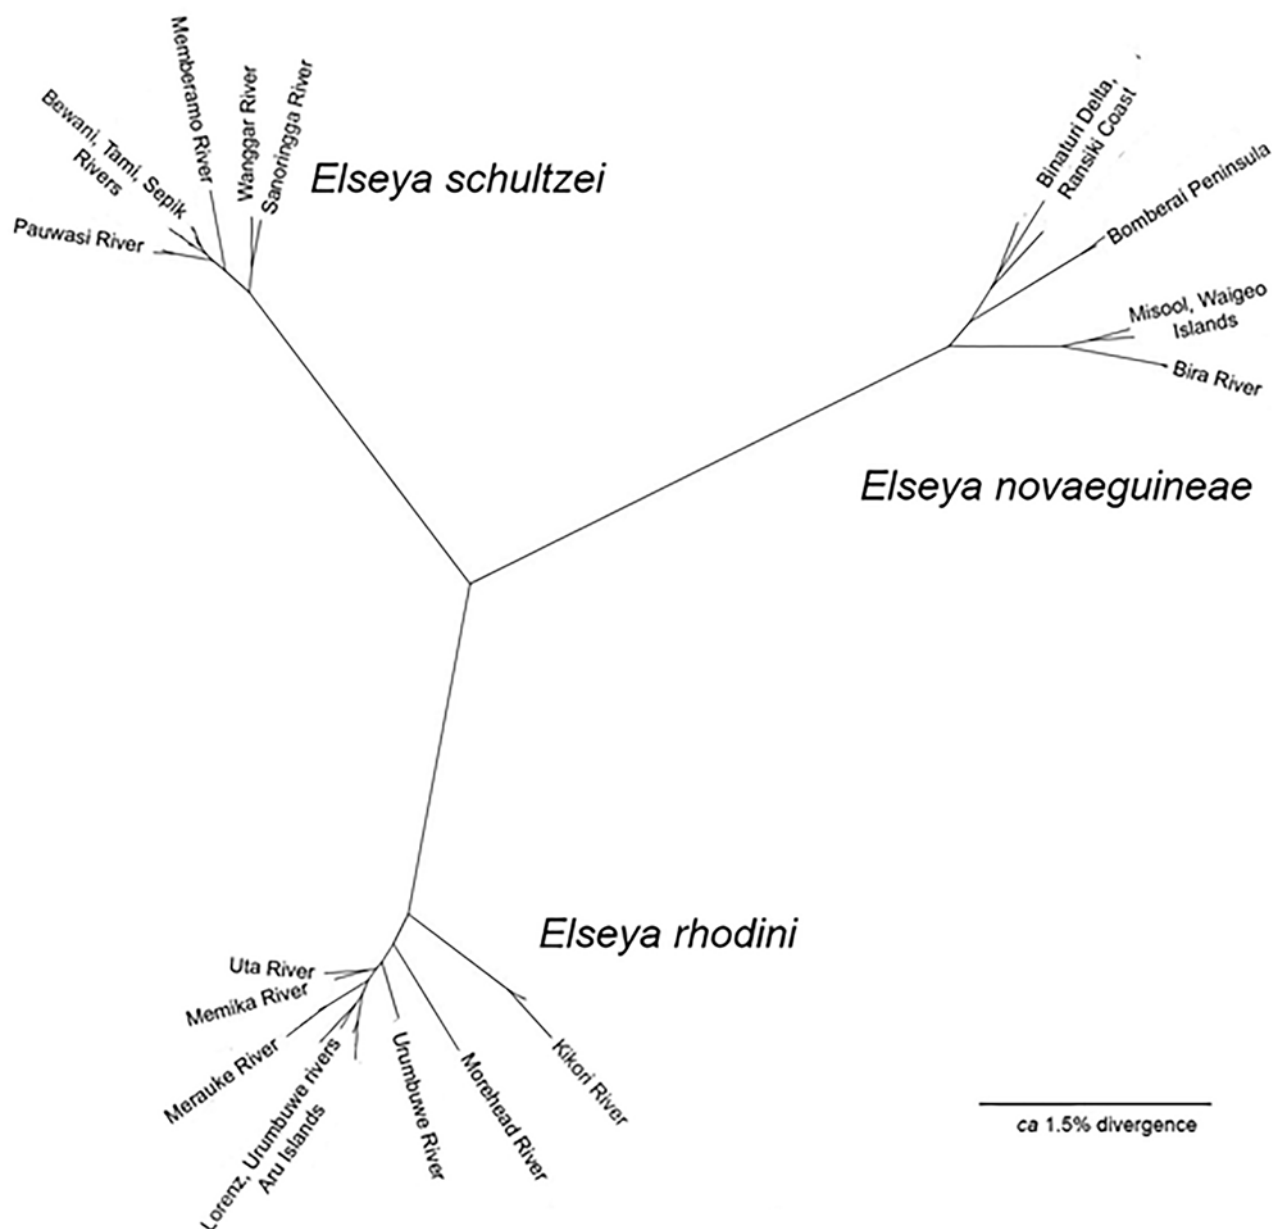 Memberamo River
Wanggar River
Sanoringga River
Bewani, Tami, Sepik
Rivers
Pauwasi River
Elseya schultzei
Binaturi Delta,
Ransiki Coast
Bomberai Peninsula
Misool, Waigeo
Islands
Bira River
Elseya novaeguineae
Elseya rhodini
Uta River
Memika River
Merauke River
Lorenz, Urumbuwe rivers
Aru Islands
Urumbuwe River
Morehead River
Kikori River
ca 1.5% divergence